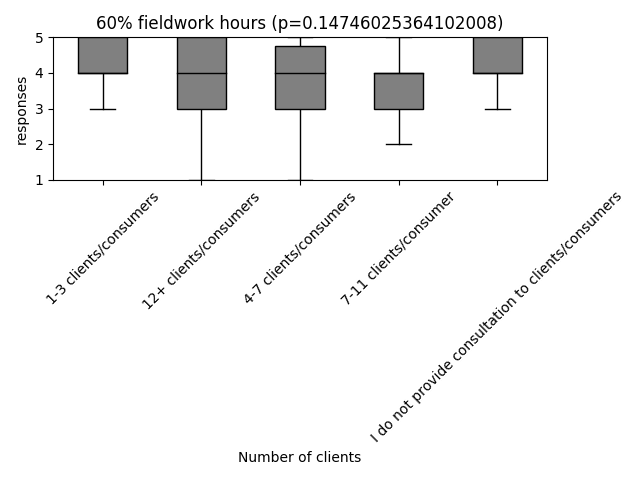 60% fieldwork hours (p=0.14746025364102008)
responses
5
4
3
2
1
1-3 clients/consumers
12+ clients/consumers
4-7 clients/consumers
7-11 clients/consumer
I do not provide consultation to clients/consumers
Number of clients